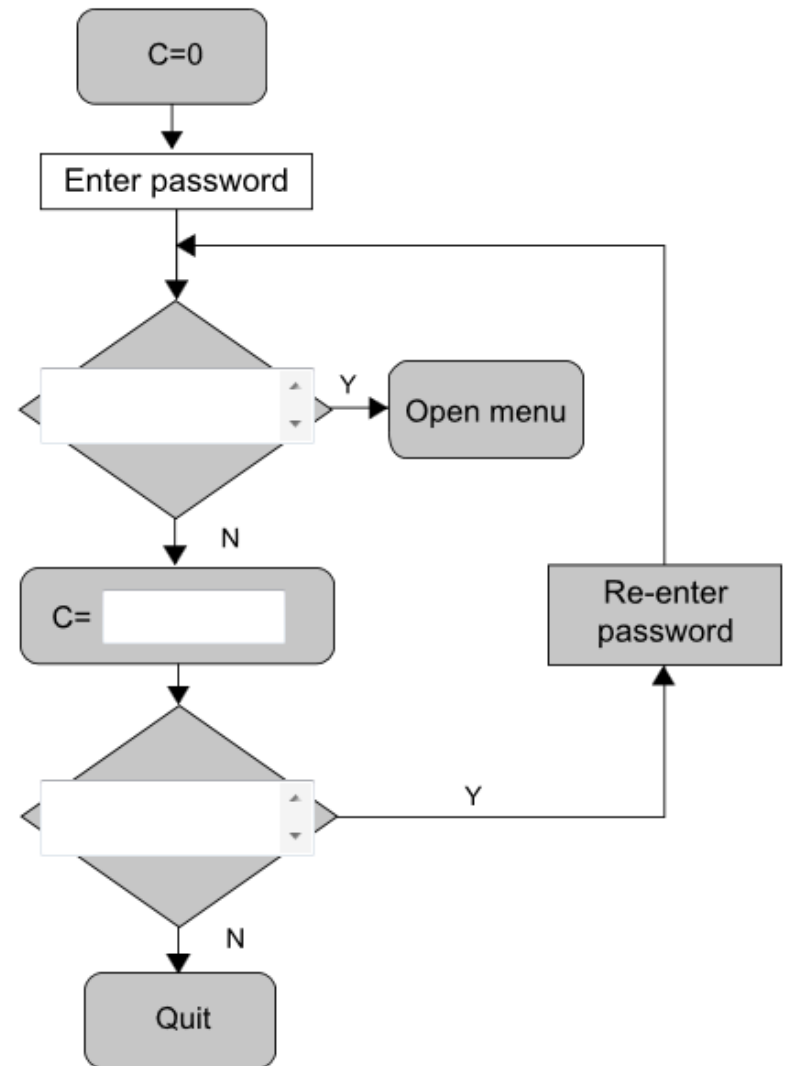 C=0
Enter password
Y
Open menu
N
C=
Re-enter
password
Y
N
Quit